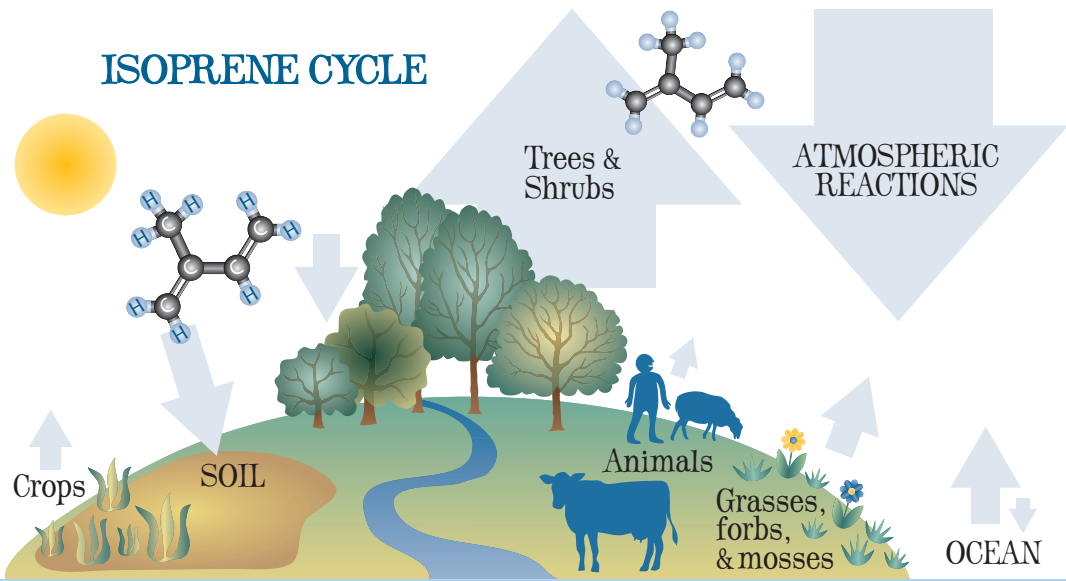 ISOPRENE CYCLE
Trees &
Shrubs
ATMOSPHERIC
REACTIONS
H
H
H
H
H
C
C
C
C
H
H
C
H
Crops
SOIL
Animals
Grasses,
forbs,
& mosses
OCEAN